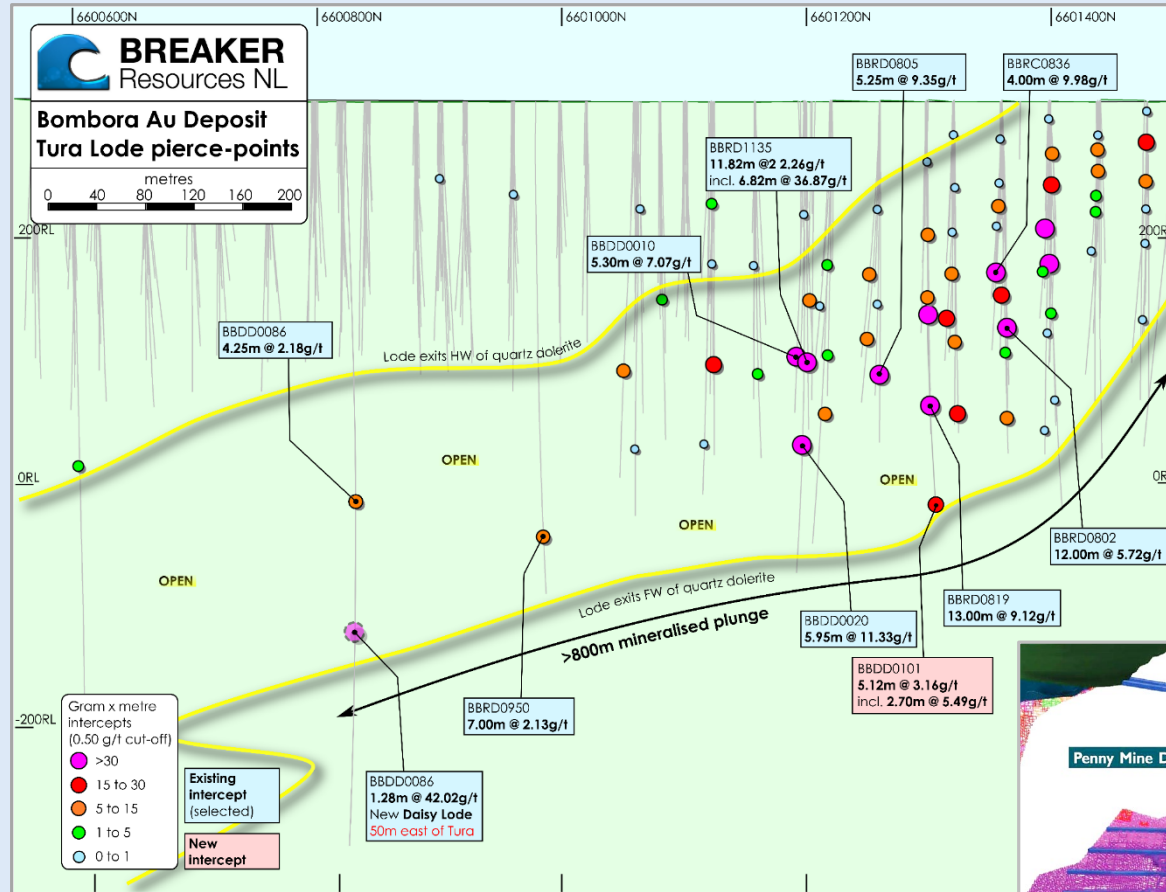 6600600N
6600800N
6601000N
6601200N
6601400N
BREAKER
Resources NL
Bombora Au Deposit
Tura Lode pierce-points
metres
0 40 80 120 160 200
BBRD0805
5.25m @ 9.35g/t
BBRC0836
4.00m @ 9.98g/t
BBRD1135
11.82m @2 2.26g/t
incl. 6.82m @ 36.87g/t
200RL
200RL
BBDD0010
5.30m @ 7.07g/t
BBDD0086
4.25m @ 2.18g/t
Lode exits HW of quartz dolerite
OPEN
0RL
OPEN
0R
OPEN
OPEN
BBRD0802
12.00m @ 5.72g/t
Lode exits FW of quartz dolerite
>800m mineralised plunge
BBRD0819
13.00m @ 9.12g/t
BBDD0020
5.95m @ 11.33g/t
BBDD0101
5.12m @ 3.16g/t
incl. 2.70m @ 5.49g/t
-200RL
BBRD0950
7.00m @ 2.13g/t
Gram x metre
intercepts
(0.50 g/t cut-off)
>30
15 to 30
5 to 15
1 to 5
0 to 1
Existing
intercept
(selected)
New
intercept
BBDD0086
1.28m @ 42.02g/t
New Daisy Lode
50m east of Tura
Penny Mine D